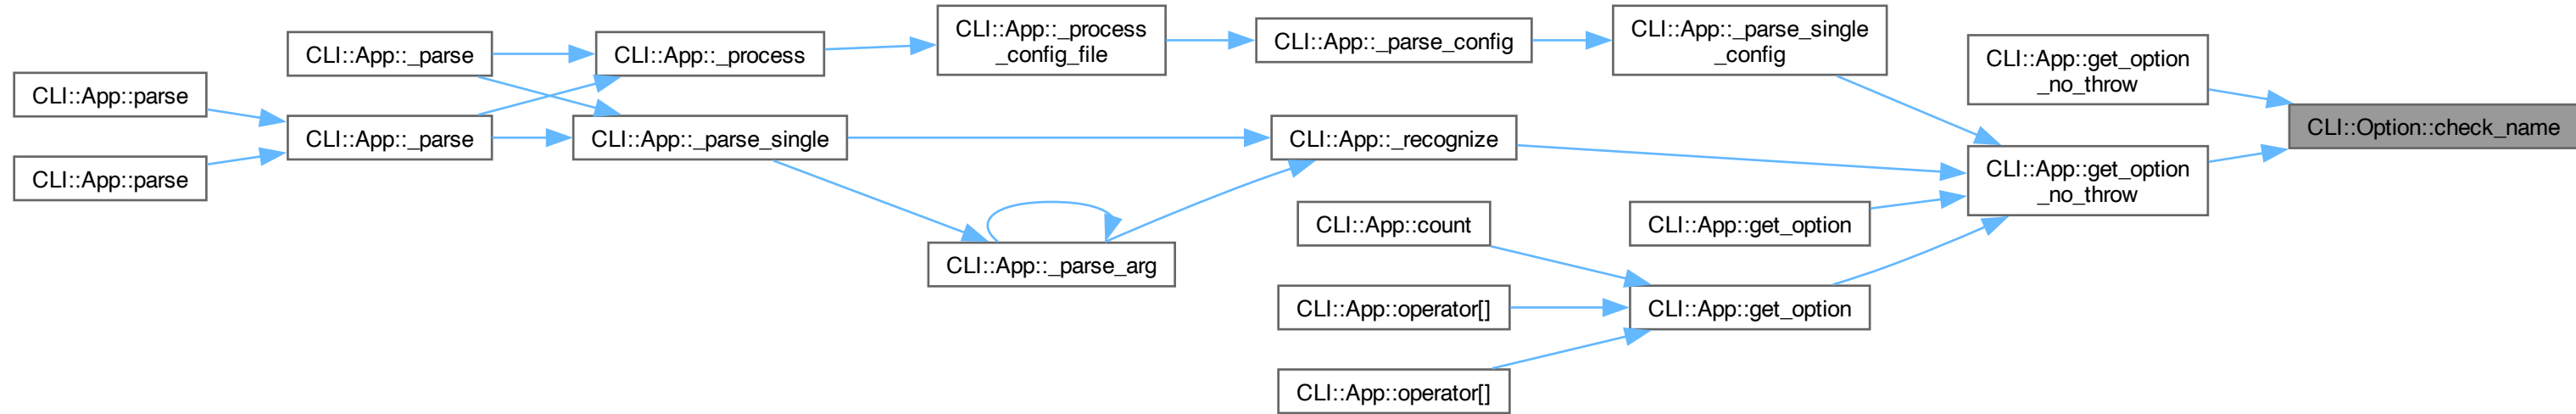 CLI::App::parse
CLI::App::parse
CLI::App::_parse
CLI::App::_parse
CLI::App::_process
CLI::App::_parse_single
CLI::App::_process
_config_file
CLI::App::_parse_arg
CLI::App::_parse_config
CLI::App::_recognize
CLI::App::count
CLI::App::operator[]
CLI::App::operator[]
CLI::App::_parse_single
_config
CLI::App::get_option
CLI::App::get_option
CLI::App::get_option
_no_throw
CLI::App::get_option
_no_throw
CLI::Option::check_name